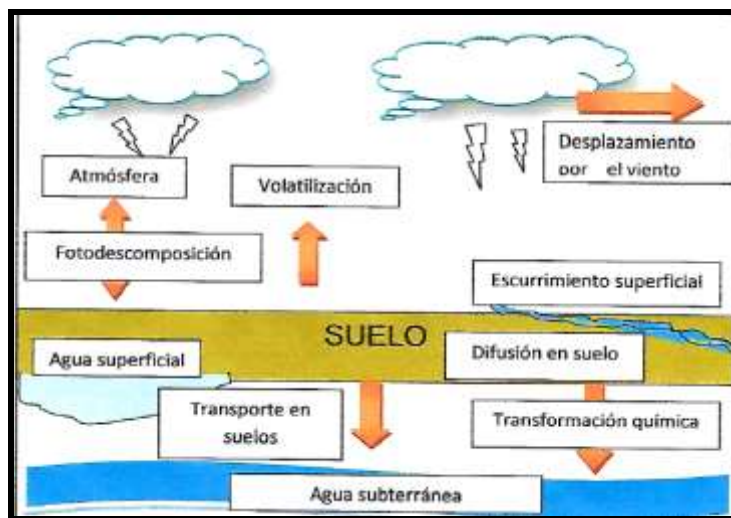 Atmósfera
Volatilización
Desplazamiento
por el viento
Fotodescomposición
Escurrimiento superficial
SUELO
Agua superficial
Difusión en suelo
Transporte en
suelos
Transformación química
Agua subterránea